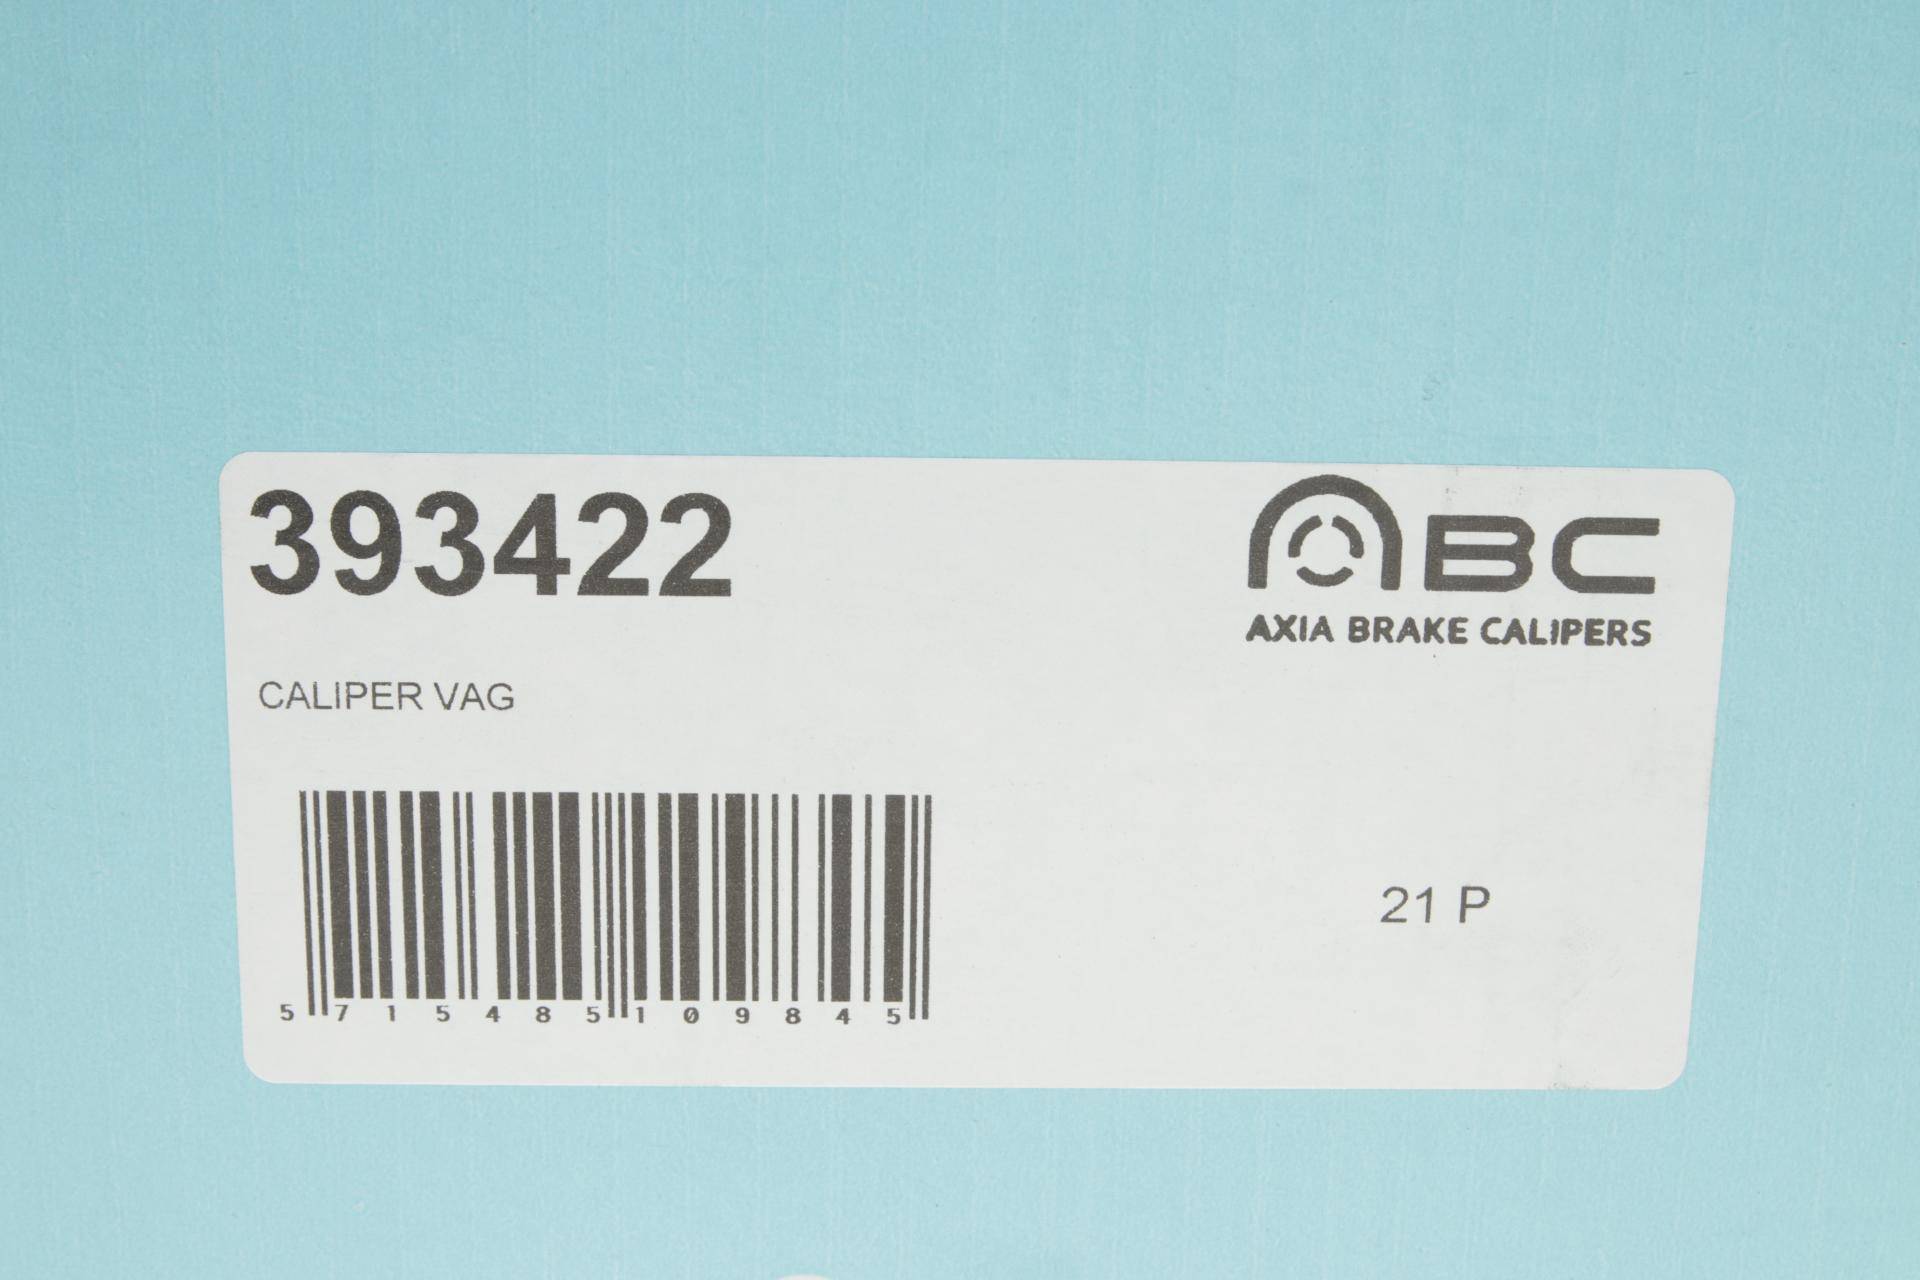 393422
ABC
AXIA BRAKE CALIPERS
CALIPER VAG
21 P
5 715485 109845